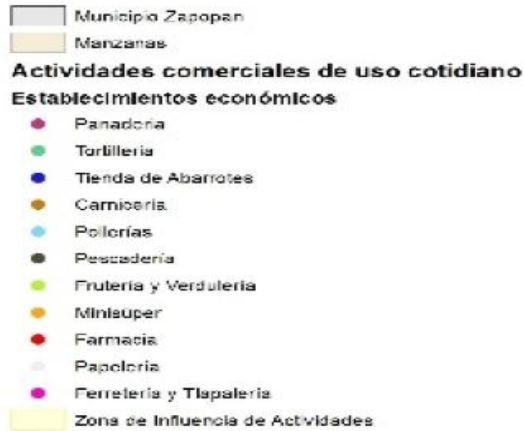 Municipio Zapopan
Manzanas
Actividades comerciales de uso cotidiano
Establecimientos económicos
Panadería
Tortillería
Tienda de Abarrotes
Carnicería
Pollerías
Pescadería
Frutería y Verdulería
Minisúper
Farmacia
Papelería
Ferretería y Tlapalería
Zona de Influencia de Actividades